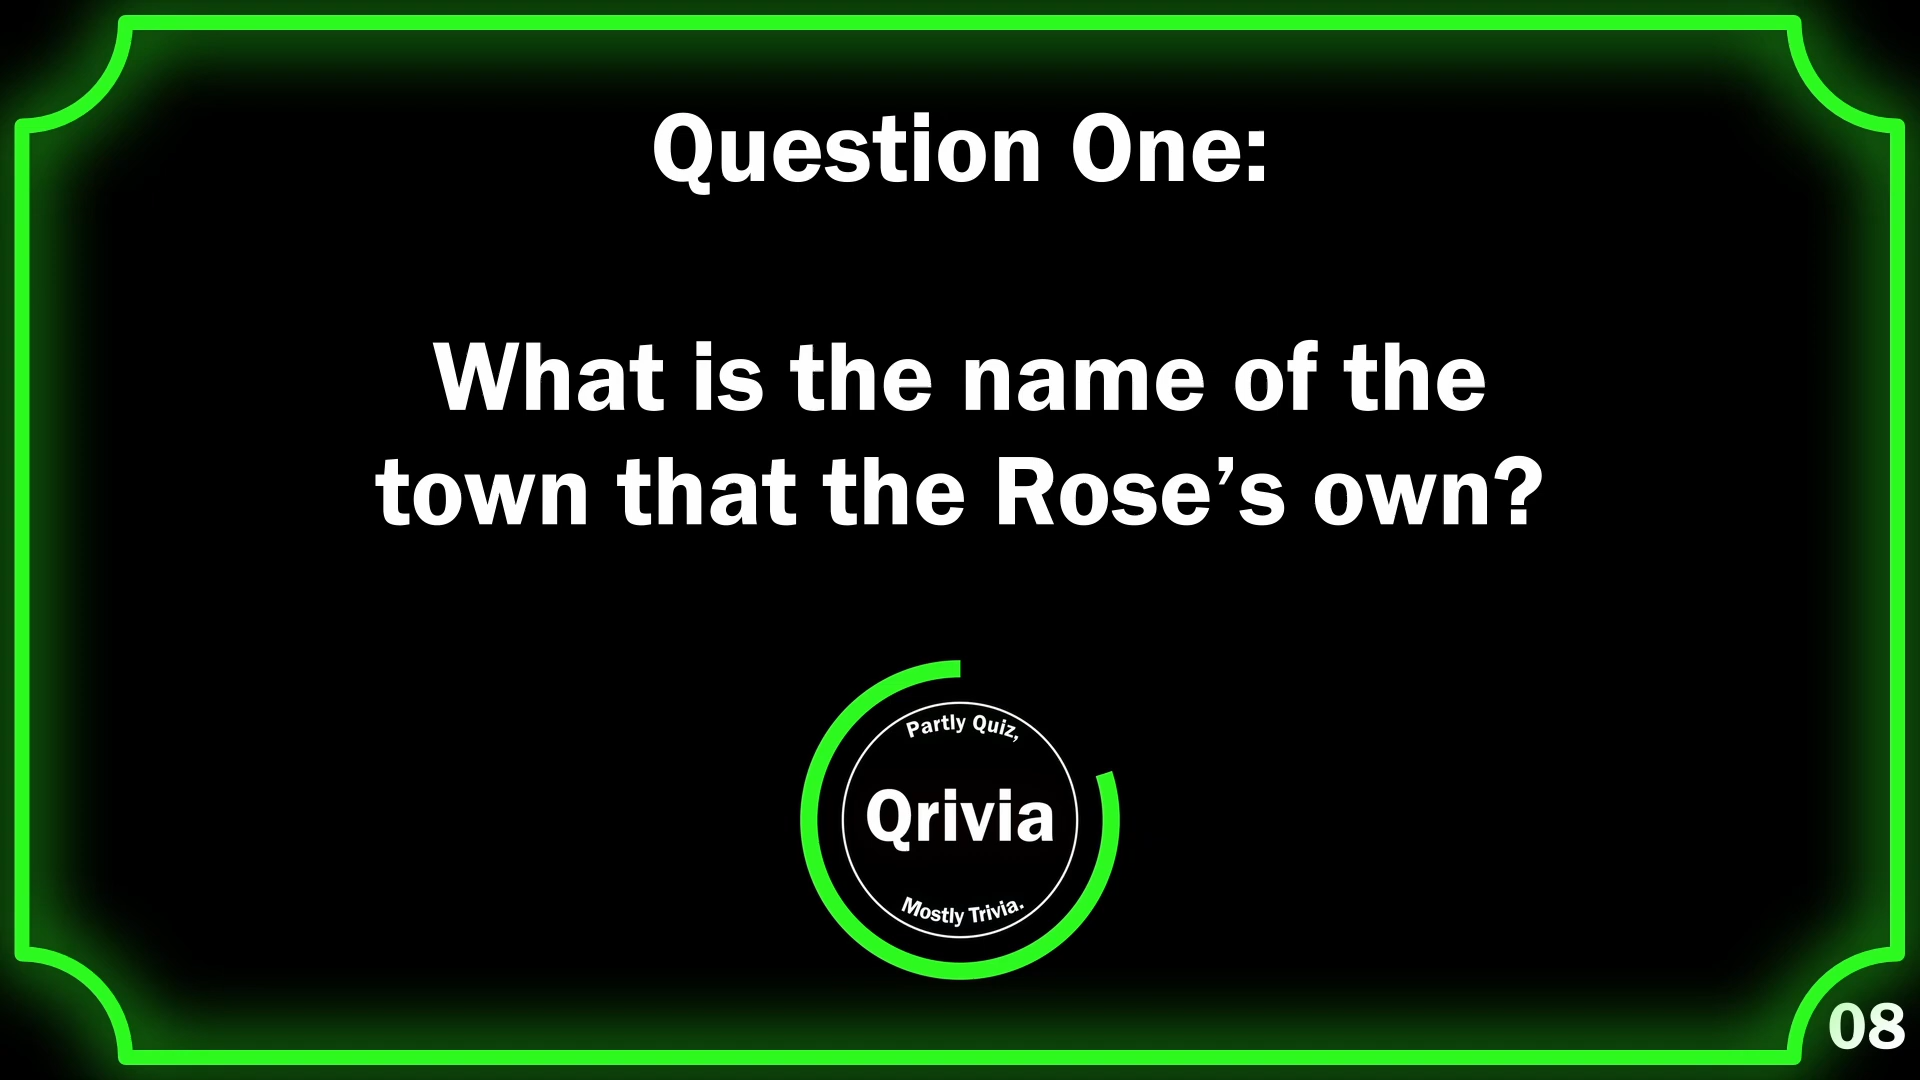 Question One:
What is the name of the
town that the Rose’s own?
Partly Quiz,
Qrivia
Mostly Trivia.
08